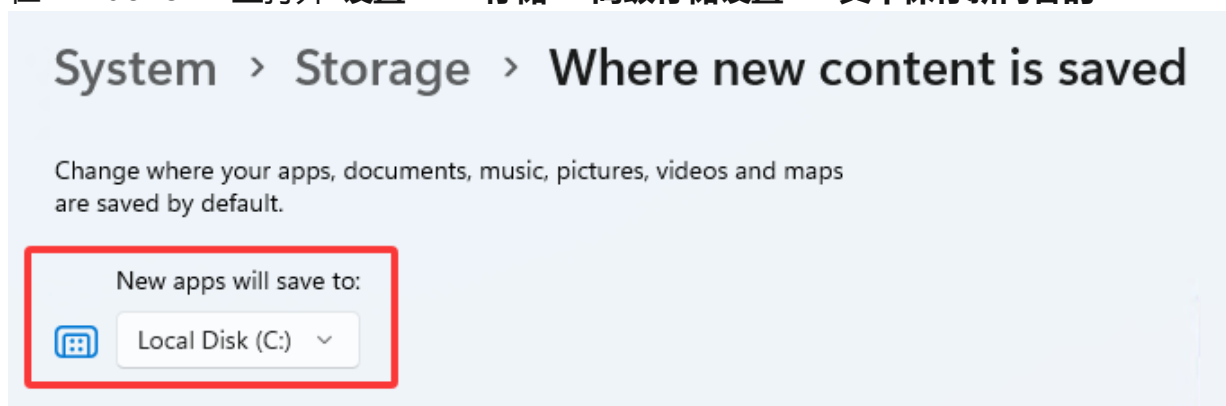 System > Storage > Where new content is saved
Change where your apps, documents, music, pictures, videos and maps
are saved by default.
New apps will save to:
Local Disk (C:)